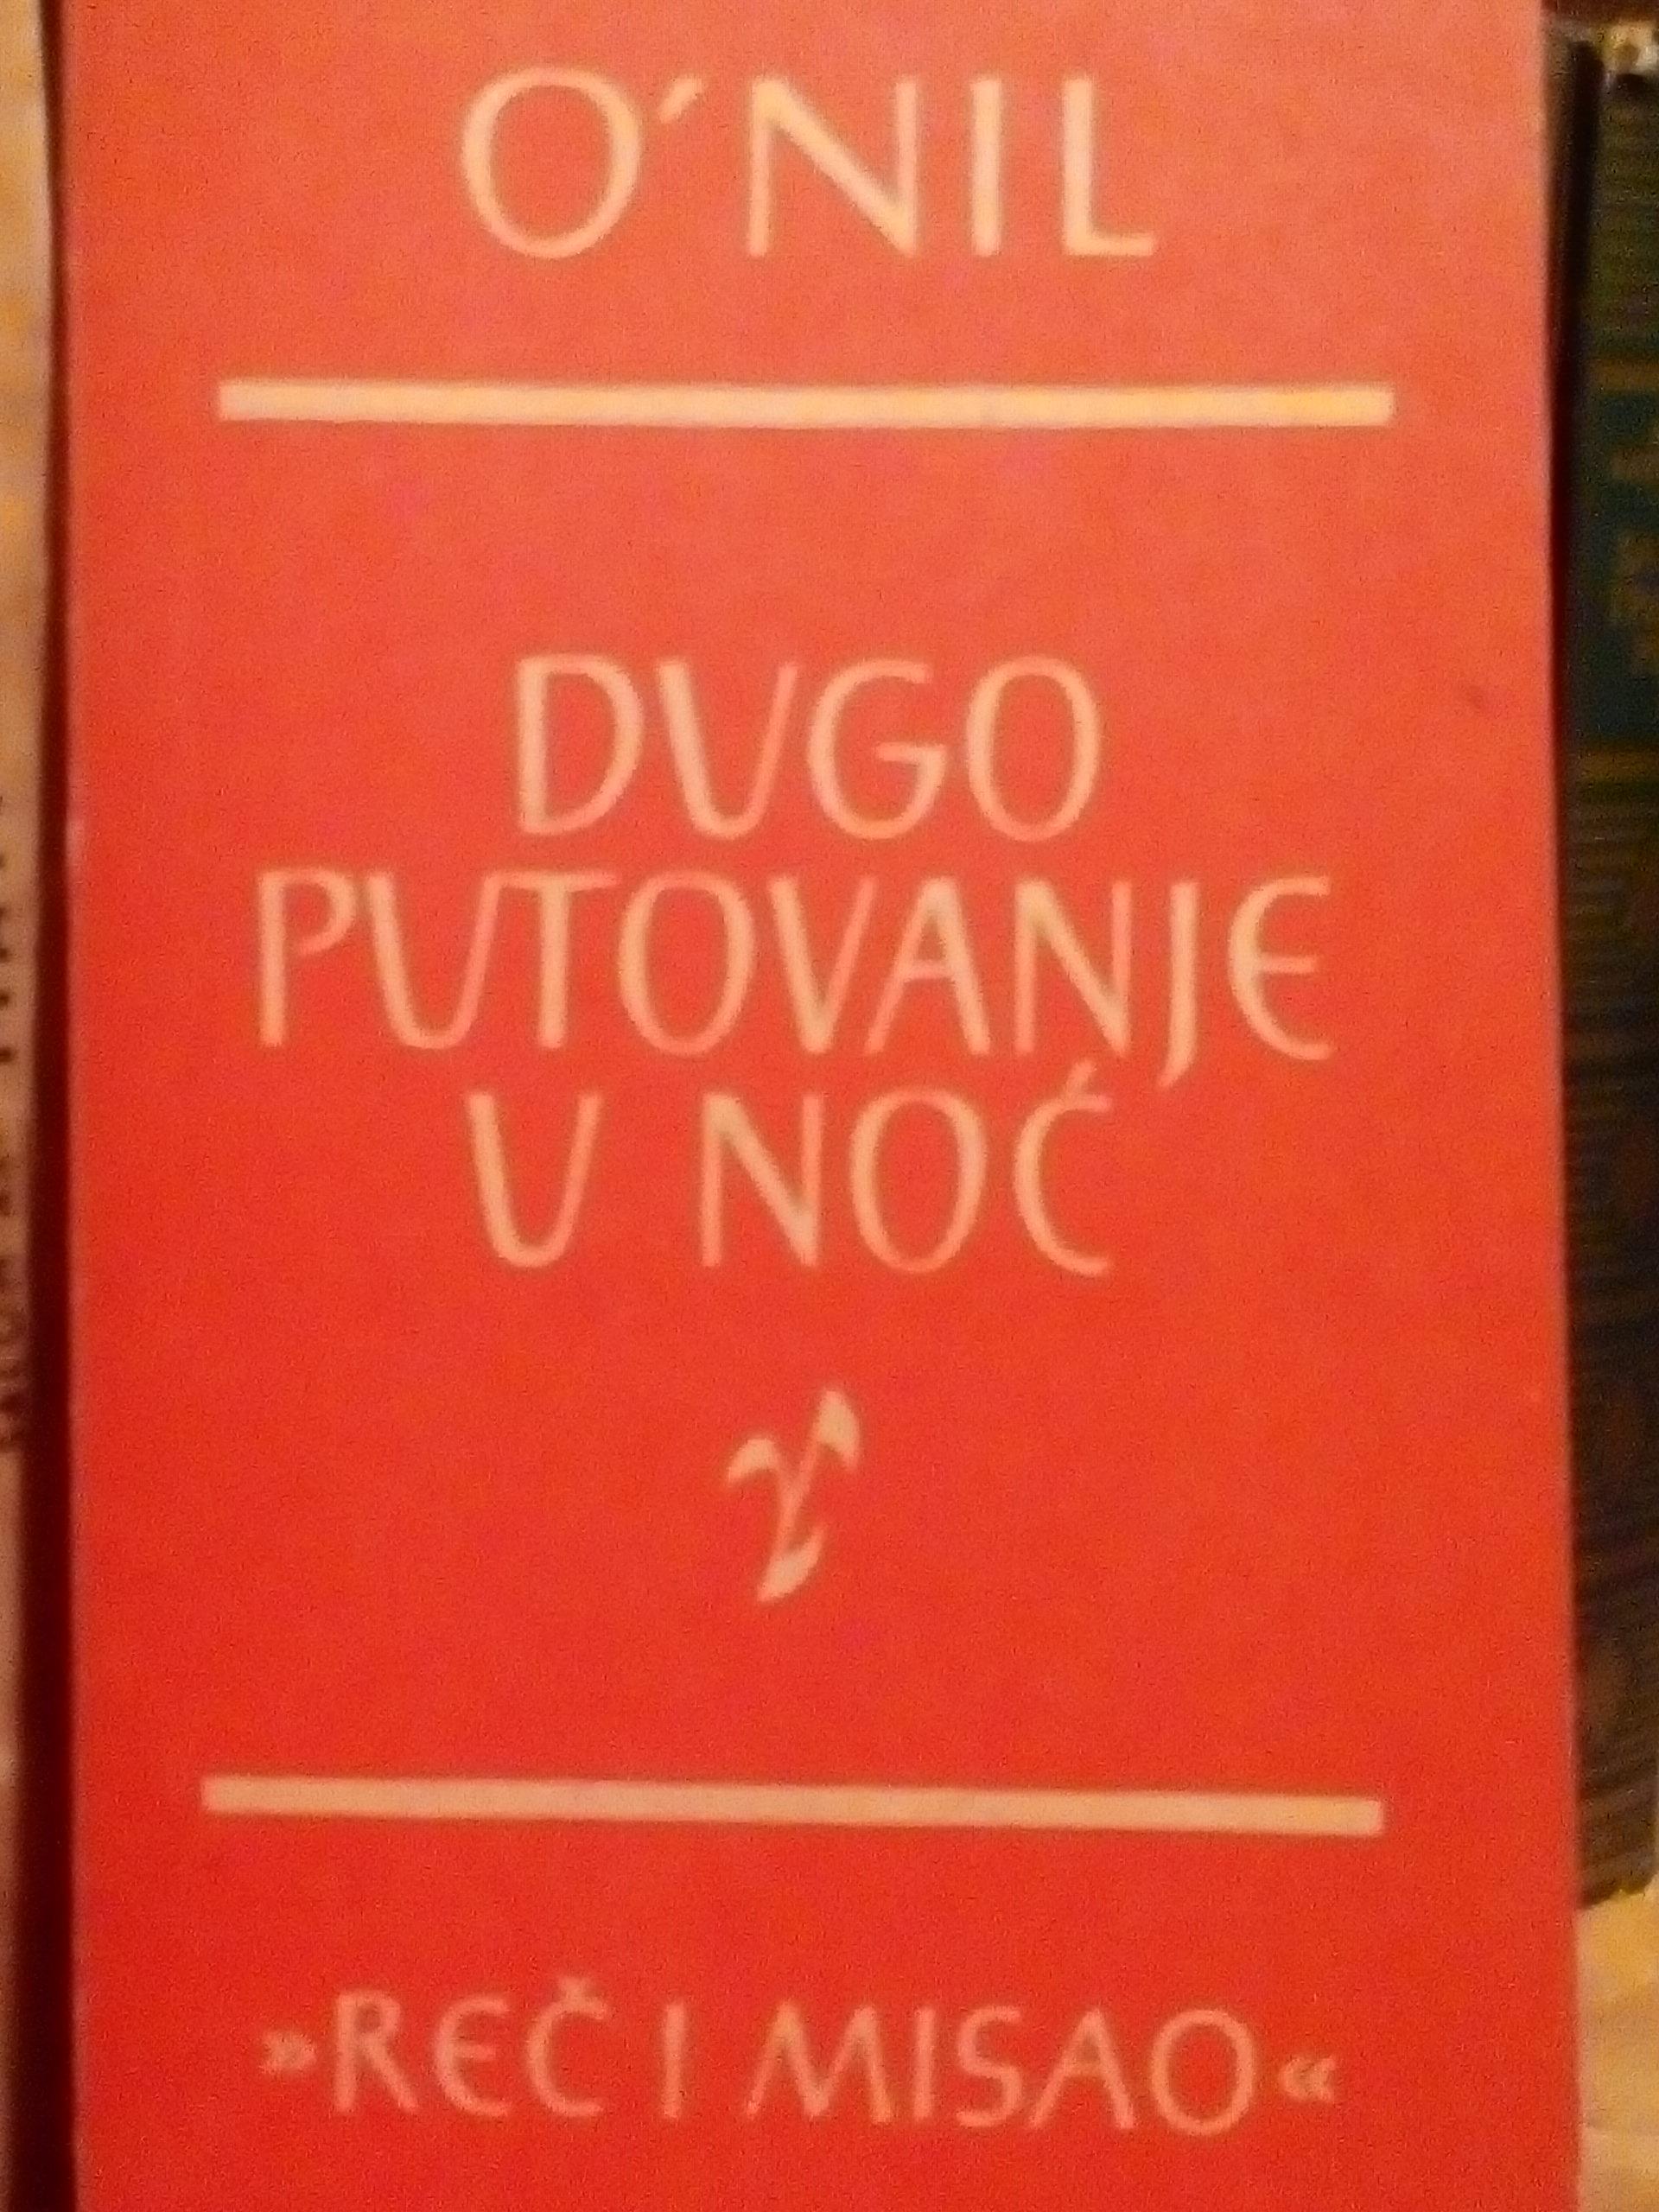 O'NIL
DUGO
PUTOVANJE
U NOĆ
»REČ I MISAO«